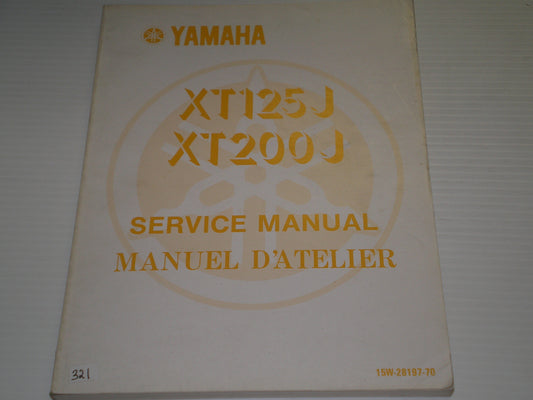 YAMAHA
XT125J
XT200J
SERVICE MANUAL
MANUEL D'ATELIER
321
15W-28197-70